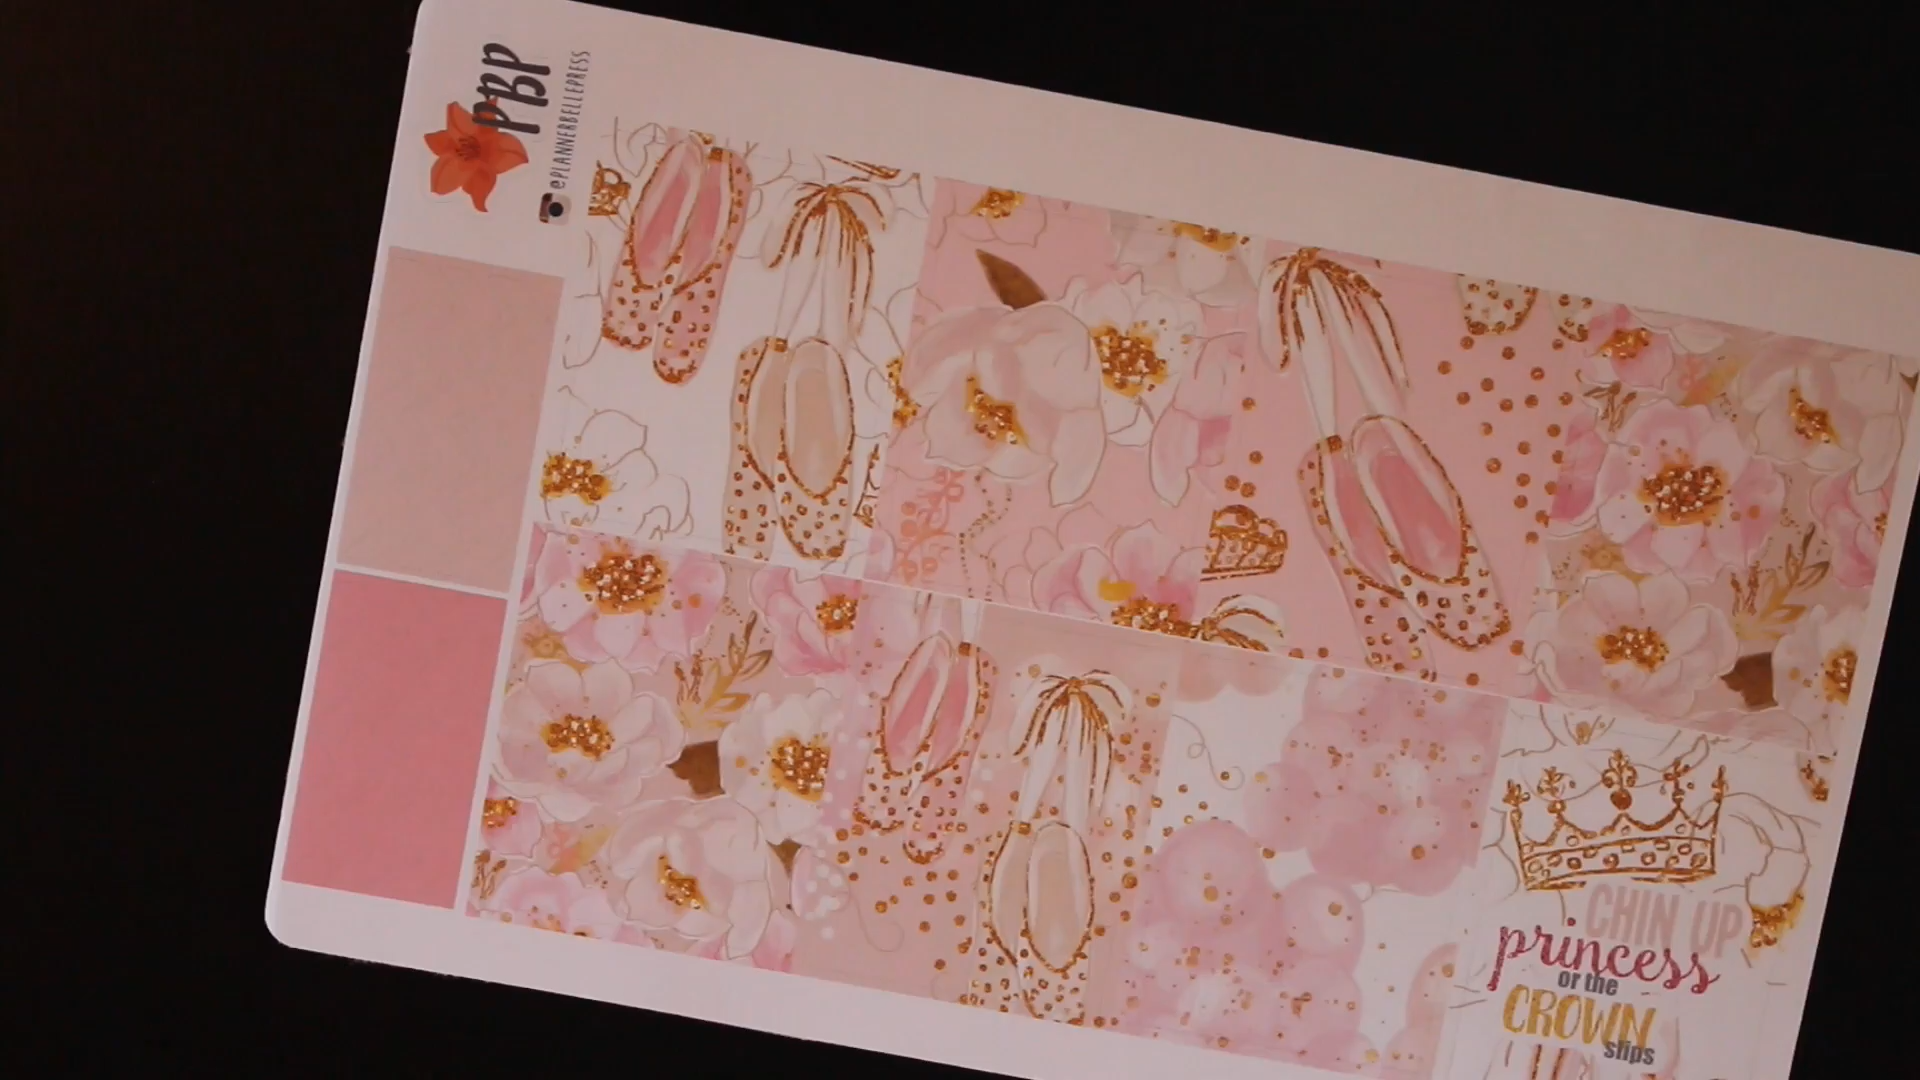 PBP
@PLANNERBELLEPRESS
CHIN UP
princess
or the
CROWN
slips